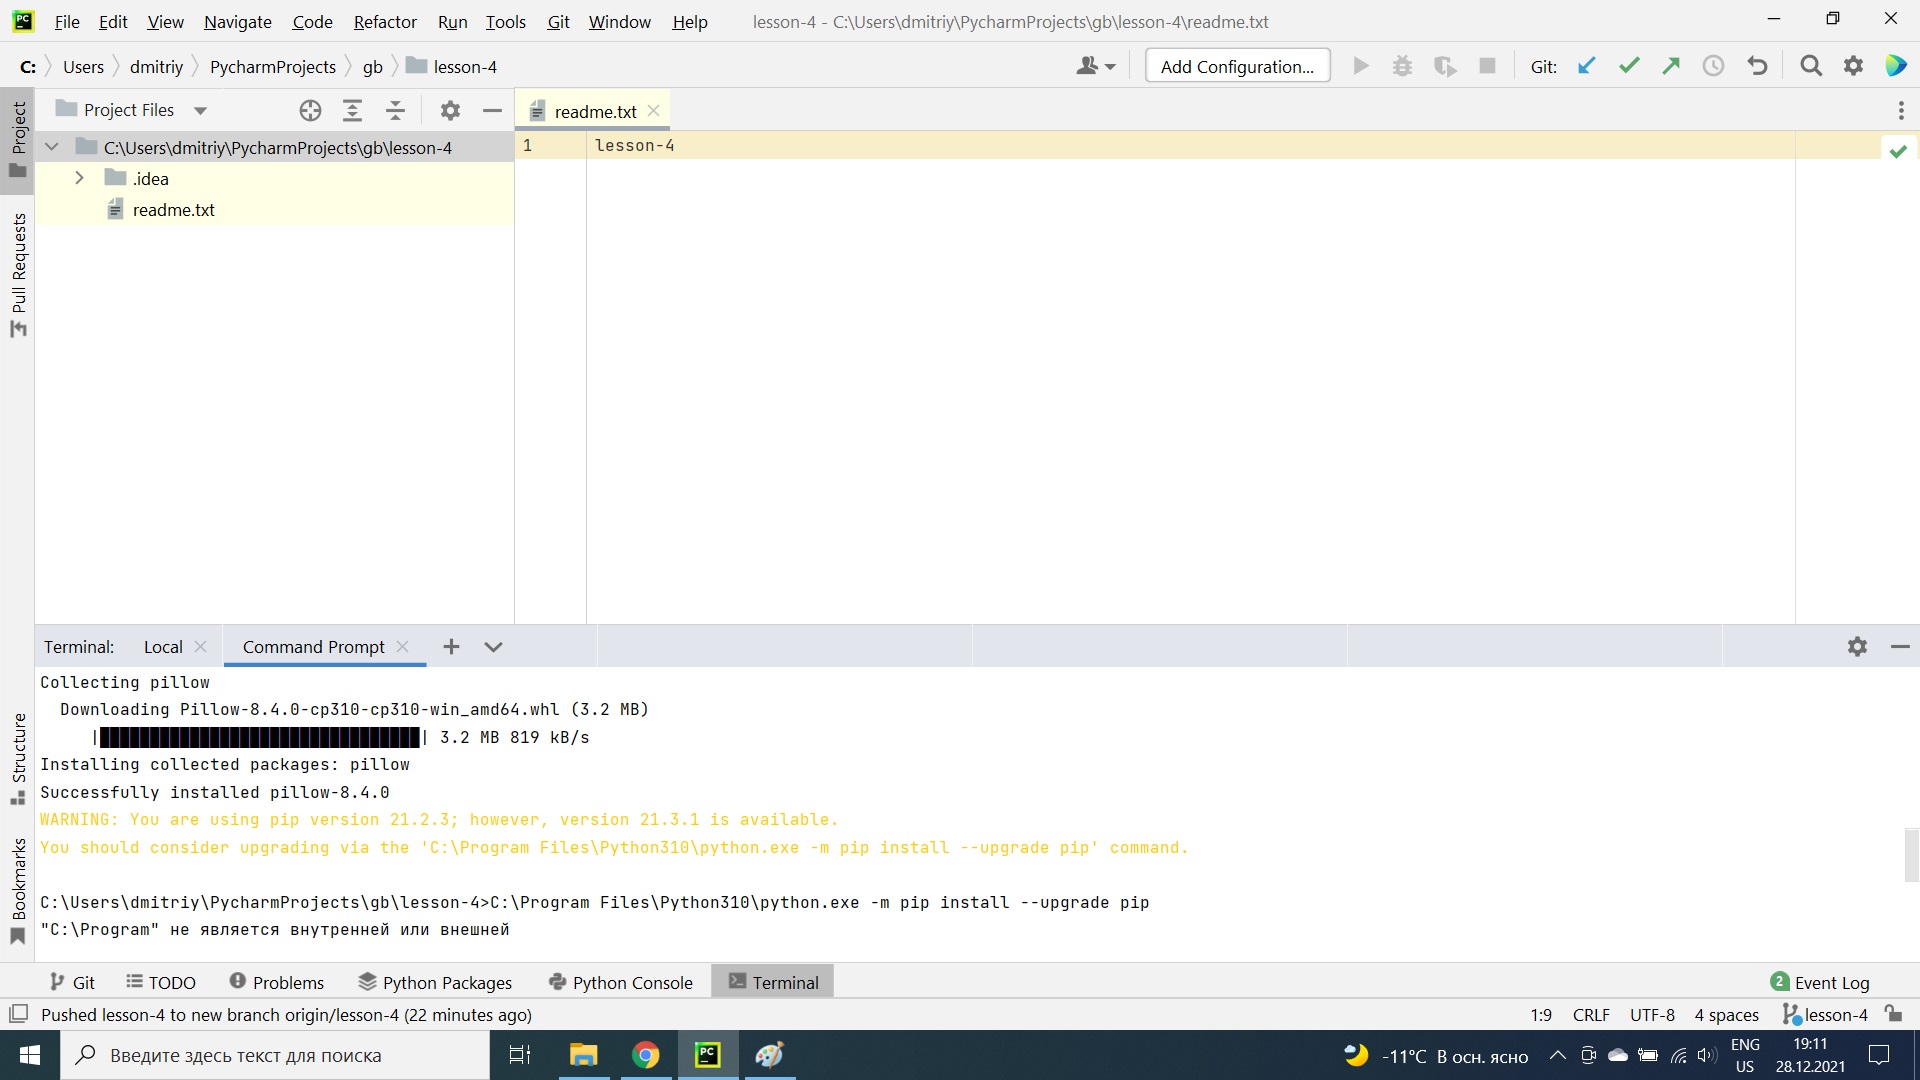 File Edit View Navigate Code Refactor Run Tools Git Window Help lesson-4 - C:\Users\dmitriy\PycharmProjects\gb\lesson-4\readme.txt
C: Users dmitriy PycharmProjects gb lesson-4 Add Configuration... Git:
Project Files readme.txt
Project
C:\Users\dmitriy\PycharmProjects\gb\lesson-4 1 lesson-4
.idea
readme.txt
Pull Requests
Terminal: Local Command Prompt
Collecting pillow
Downloading Pillow-8.4.0-cp310-cp310-win_amd64.whl (3.2 MB)
| | 3.2 MB 819 kB/s
Installing collected packages: pillow
Structure
Successfully installed pillow-8.4.0
WARNING: You are using pip version 21.2.3; however, version 21.3.1 is available.
You should consider upgrading via the 'C:\Program Files\Python310\python.exe -m pip install --upgrade pip' command.
Bookmarks
C:\Users\dmitriy\PycharmProjects\gb\lesson-4>C:\Program Files\Python310\python.exe -m pip install --upgrade pip
"C:\Program" не является внутренней или внешней
Git TODO Problems Python Packages Python Console Terminal 2 Event Log
Pushed lesson-4 to new branch origin/lesson-4 (22 minutes ago) 1:9 CRLF UTF-8 4 spaces lesson-4
Введите здесь текст для поиска PC -11°C В осн. ясно ENG US 19:11 28.12.2021